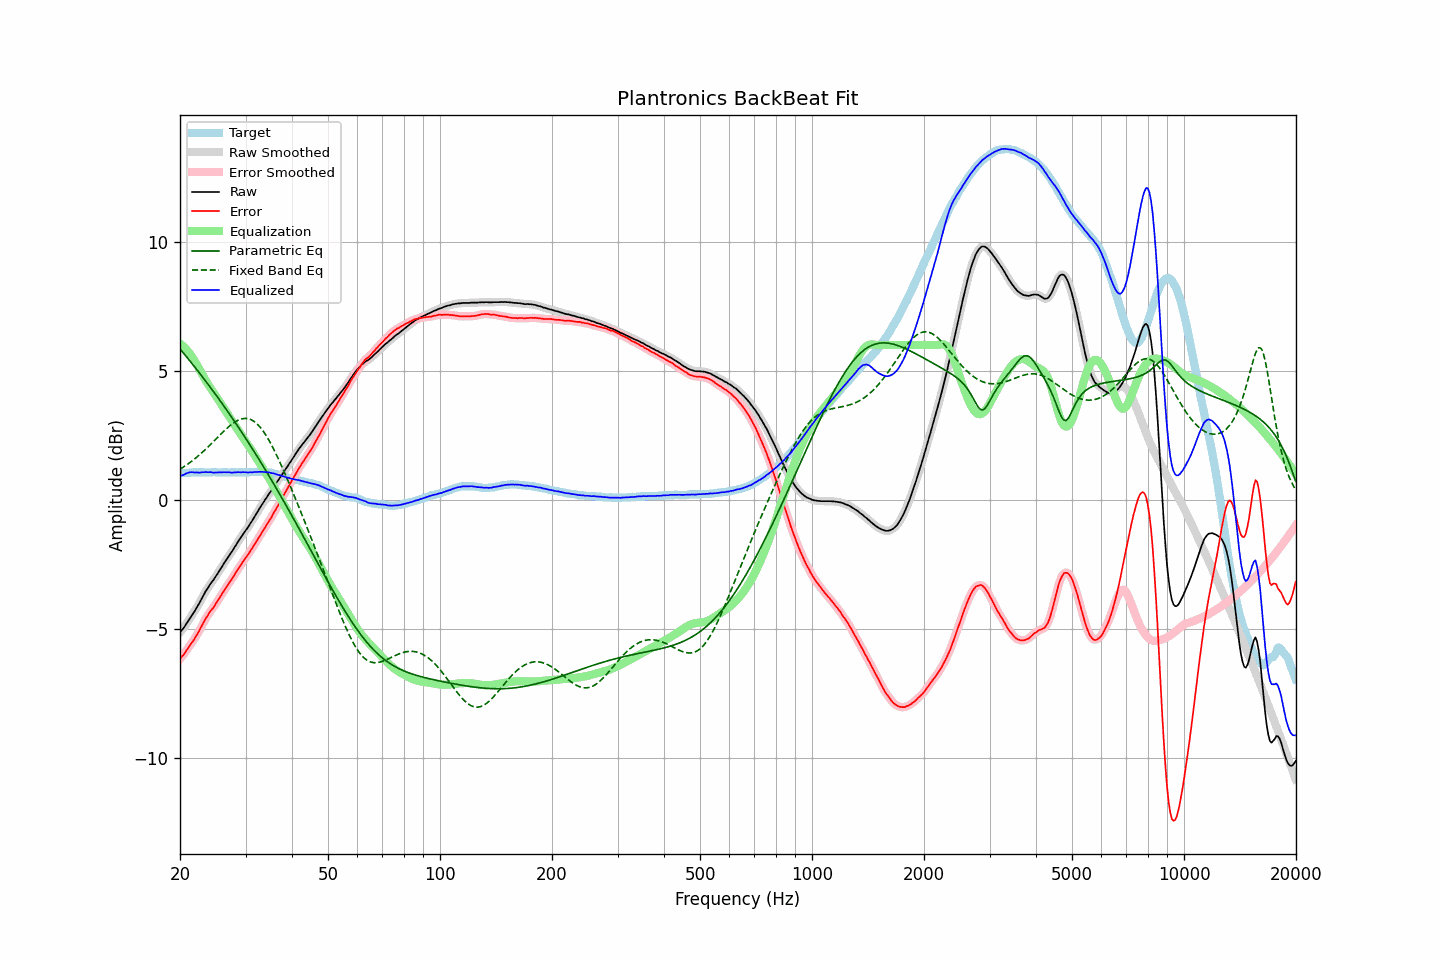 Plantronics BackBeat Fit
Target
Raw Smoothed
Error Smoothed
Raw
Error
Equalization
Parametric Eq
Fixed Band Eq
Equalized
10
5
0
−5
−10
Amplitude (dBr)
20 50 100 200 500 1000 2000 5000 10000 20000
Frequency (Hz)